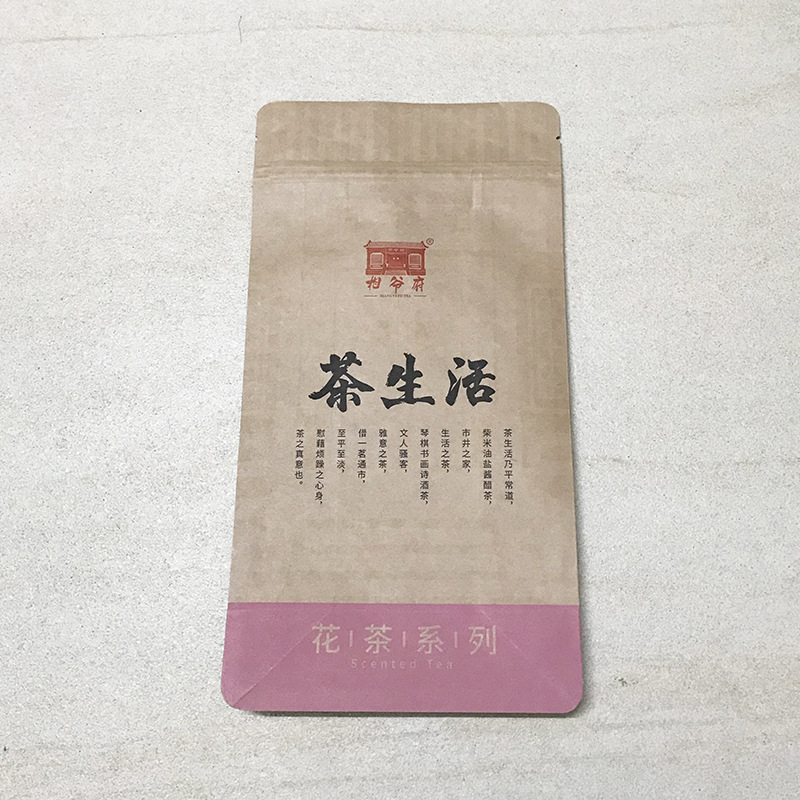 相爷府
茶生活
茶生活乃平常道，
柴米油盐酱醋茶，
市井之家，
生活之茶，
琴棋书画诗酒茶，
文人骚客，
雅意之茶，
借一茗通市，
至平至淡，
慰藉烦躁之心身，
茶之真意也。
花|茶|系|列
Scented Tea